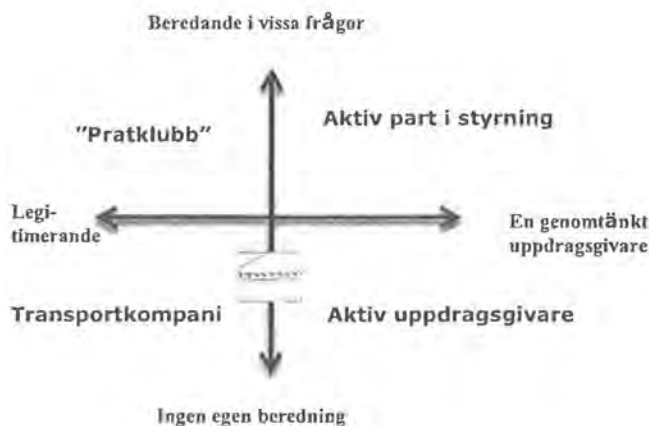 Beredande i vissa frågor
"Pratklubb"
Aktiv part i styrning
Legi-
timerande
En genomtänkt
uppdragsgivare
Transportkompani
Aktiv uppdragsgivare
Ingen egen beredning